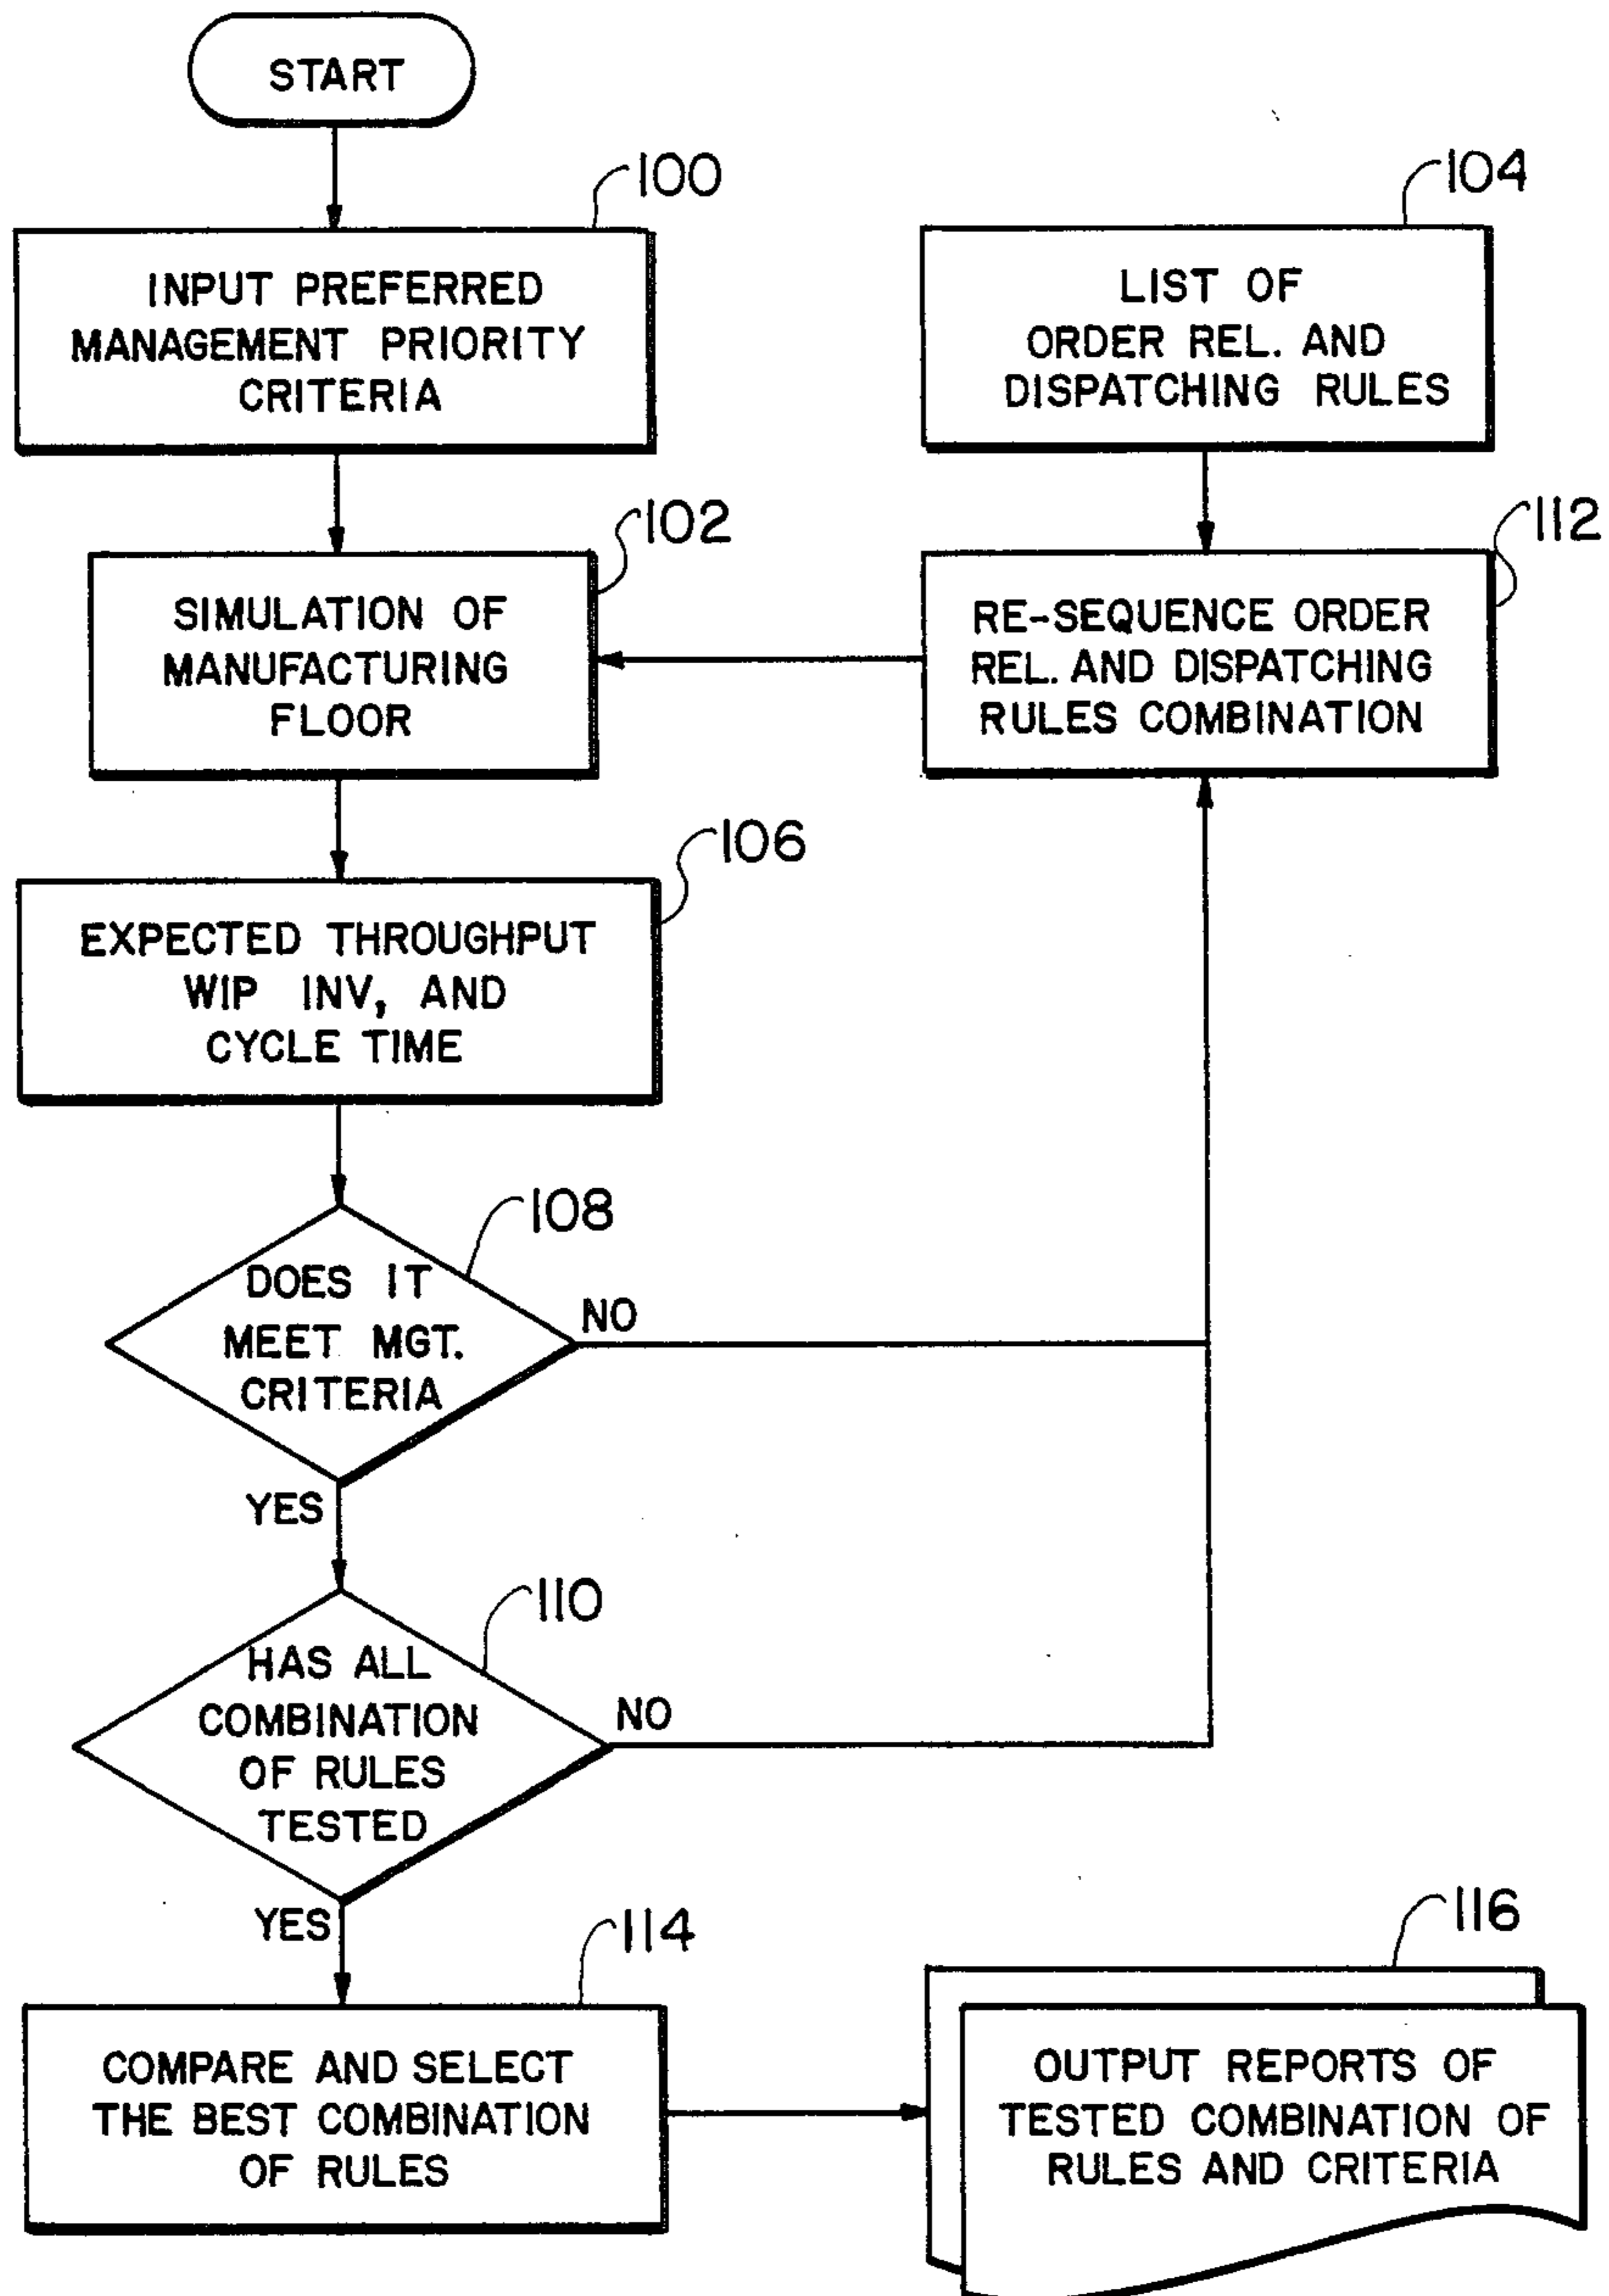 START
100
INPUT PREFERRED
MANAGEMENT PRIORITY
CRITERIA
104
LIST OF
ORDER REL. AND
DISPATCHING RULES
102
SIMULATION OF
MANUFACTURING
FLOOR
112
RE-SEQUENCE ORDER
REL. AND DISPATCHING
RULES COMBINATION
106
EXPECTED THROUGHPUT
WIP INV, AND
CYCLE TIME
108
DOES IT
MEET MGT.
CRITERIA
NO
YES
110
HAS ALL
COMBINATION
OF RULES
TESTED
NO
YES
114
COMPARE AND SELECT
THE BEST COMBINATION
OF RULES
116
OUTPUT REPORTS OF
TESTED COMBINATION OF
RULES AND CRITERIA